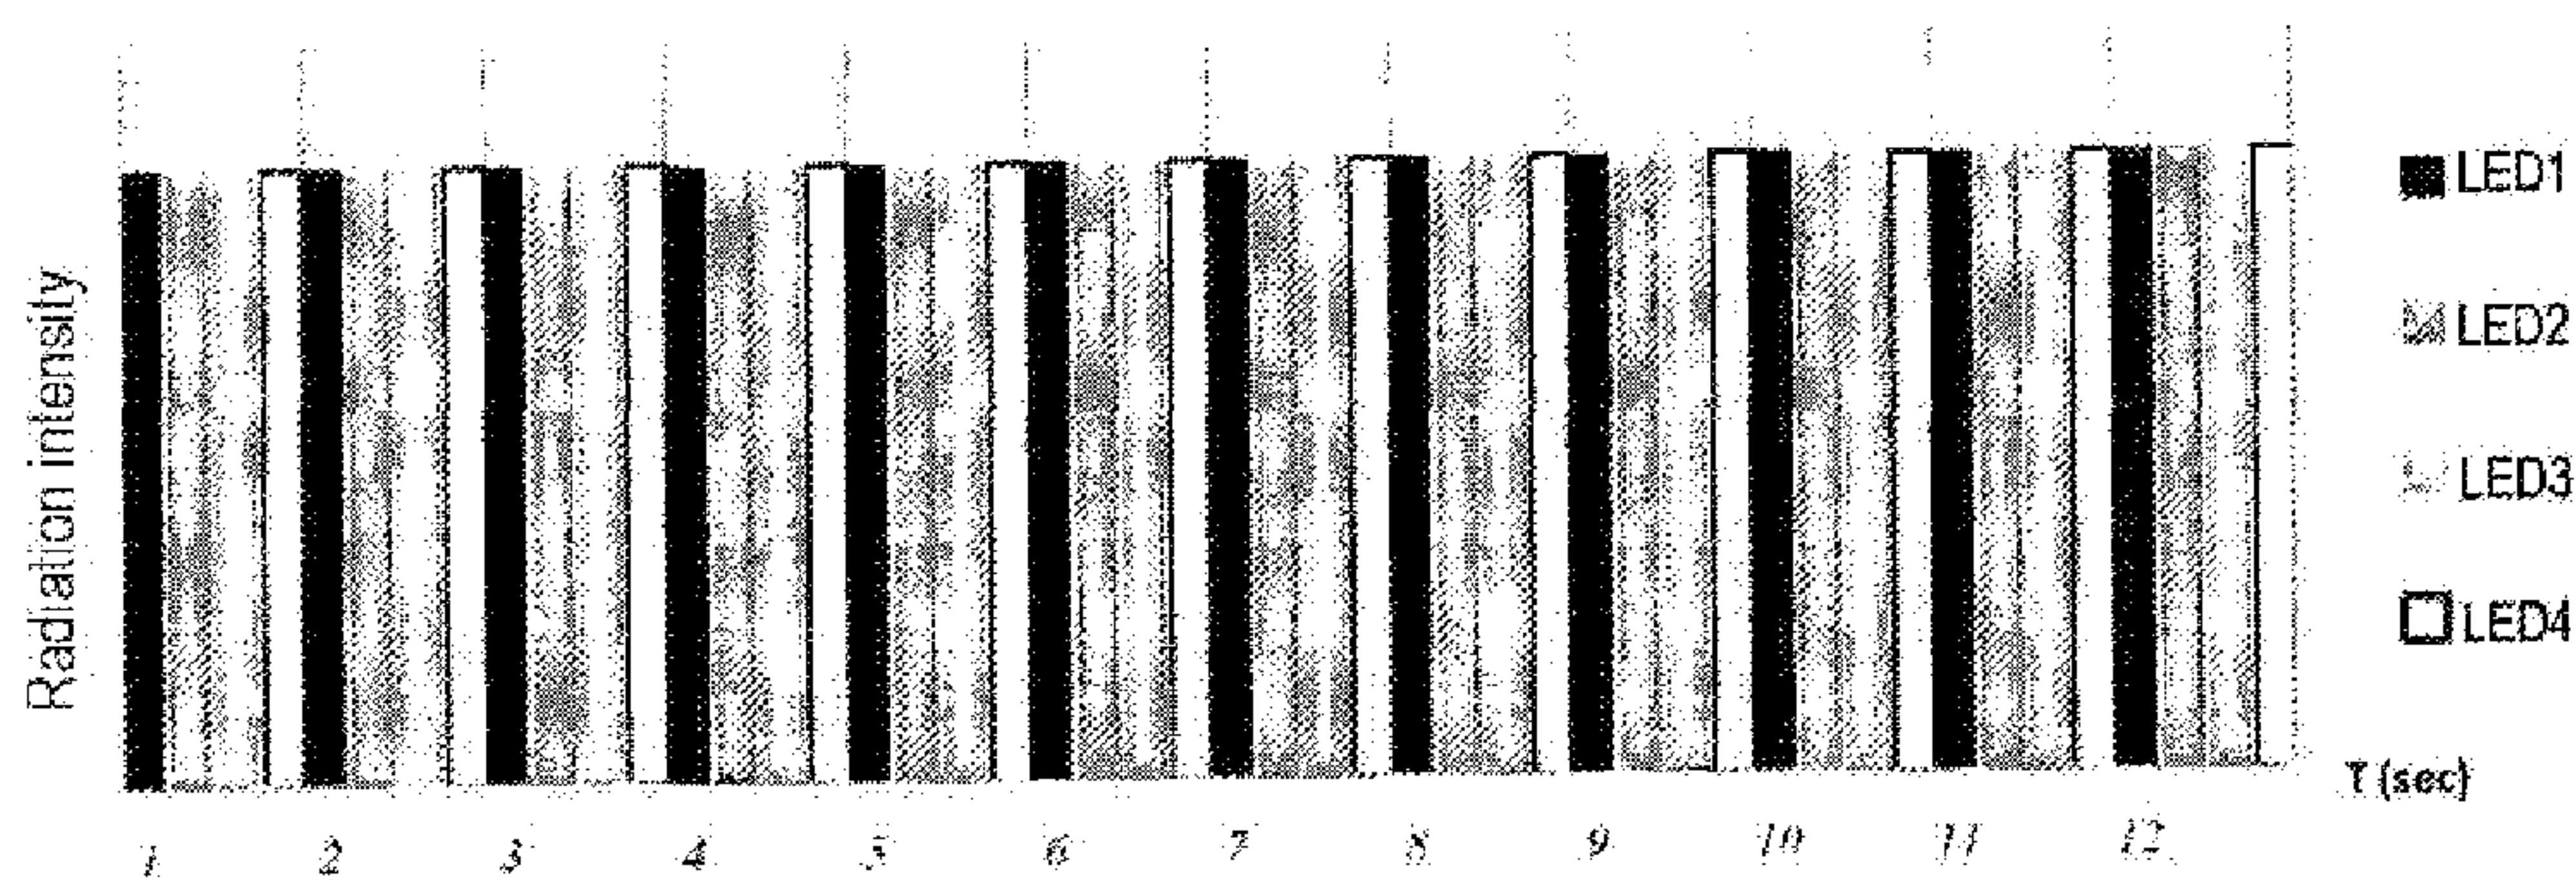 Radiation intensity
LED1
LED2
LED3
LED4
T (sec)
1 2 3 4 5 6 7 8 9 10 11 12